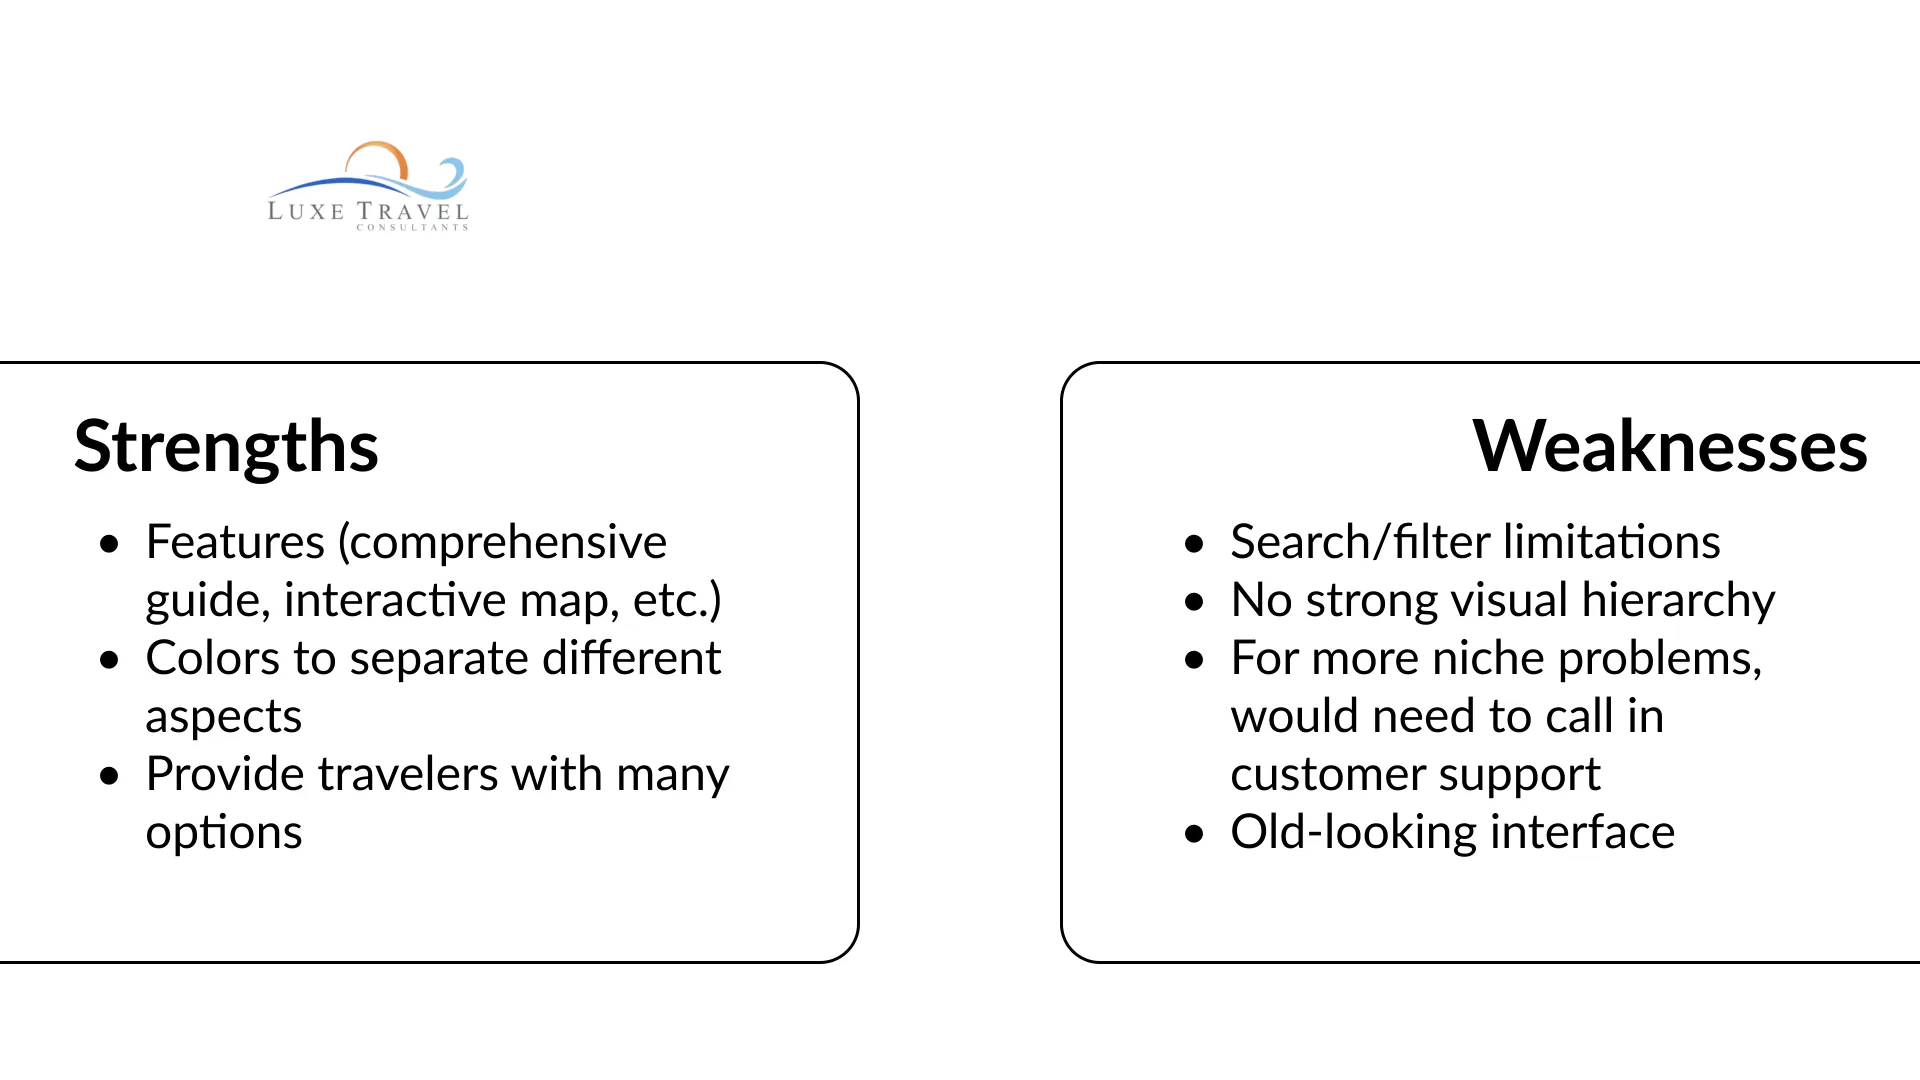 LUXE TRAVEL
CONSULTANTS
Strengths
• Features (comprehensive
guide, interactive map, etc.)
• Colors to separate different
aspects
• Provide travelers with many
options
Weaknesses
• Search/filter limitations
• No strong visual hierarchy
• For more niche problems,
would need to call in
customer support
• Old-looking interface